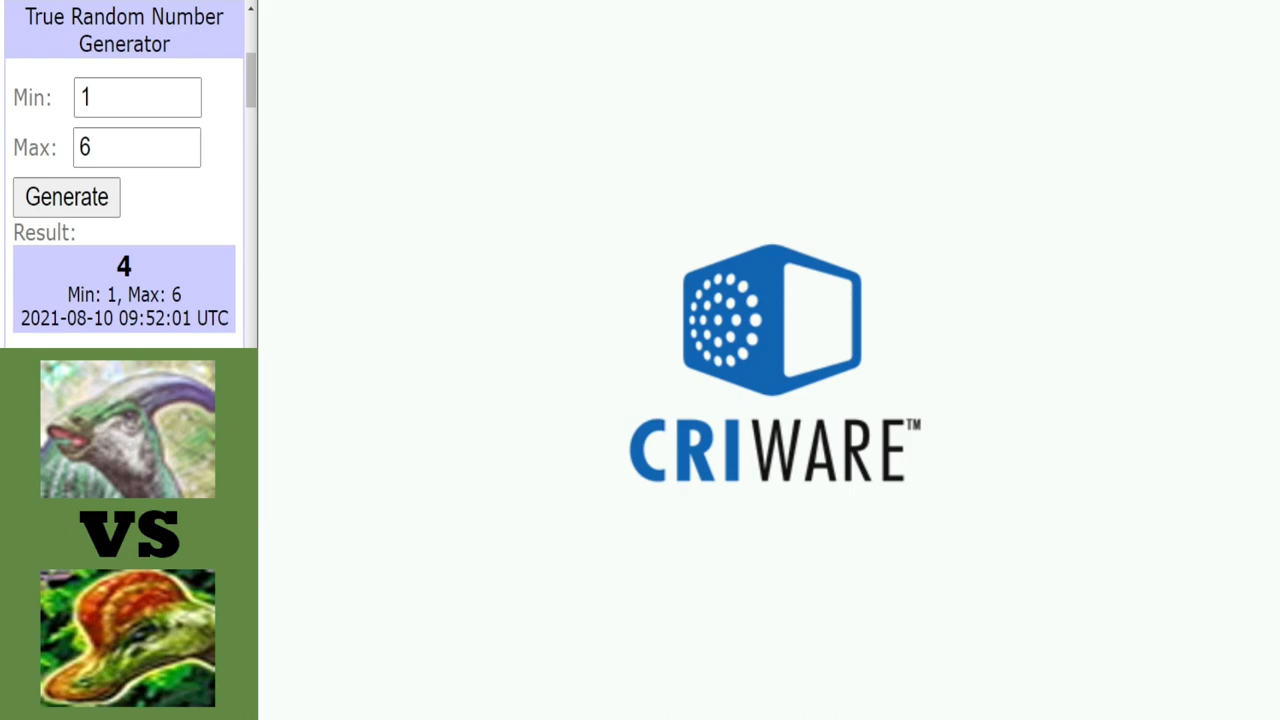 True Random Number
Generator
Min: 1
Max: 6
Generate
Result:
4
Min: 1, Max: 6
2021-08-10 09:52:01 UTC
VS
CRIWARE™